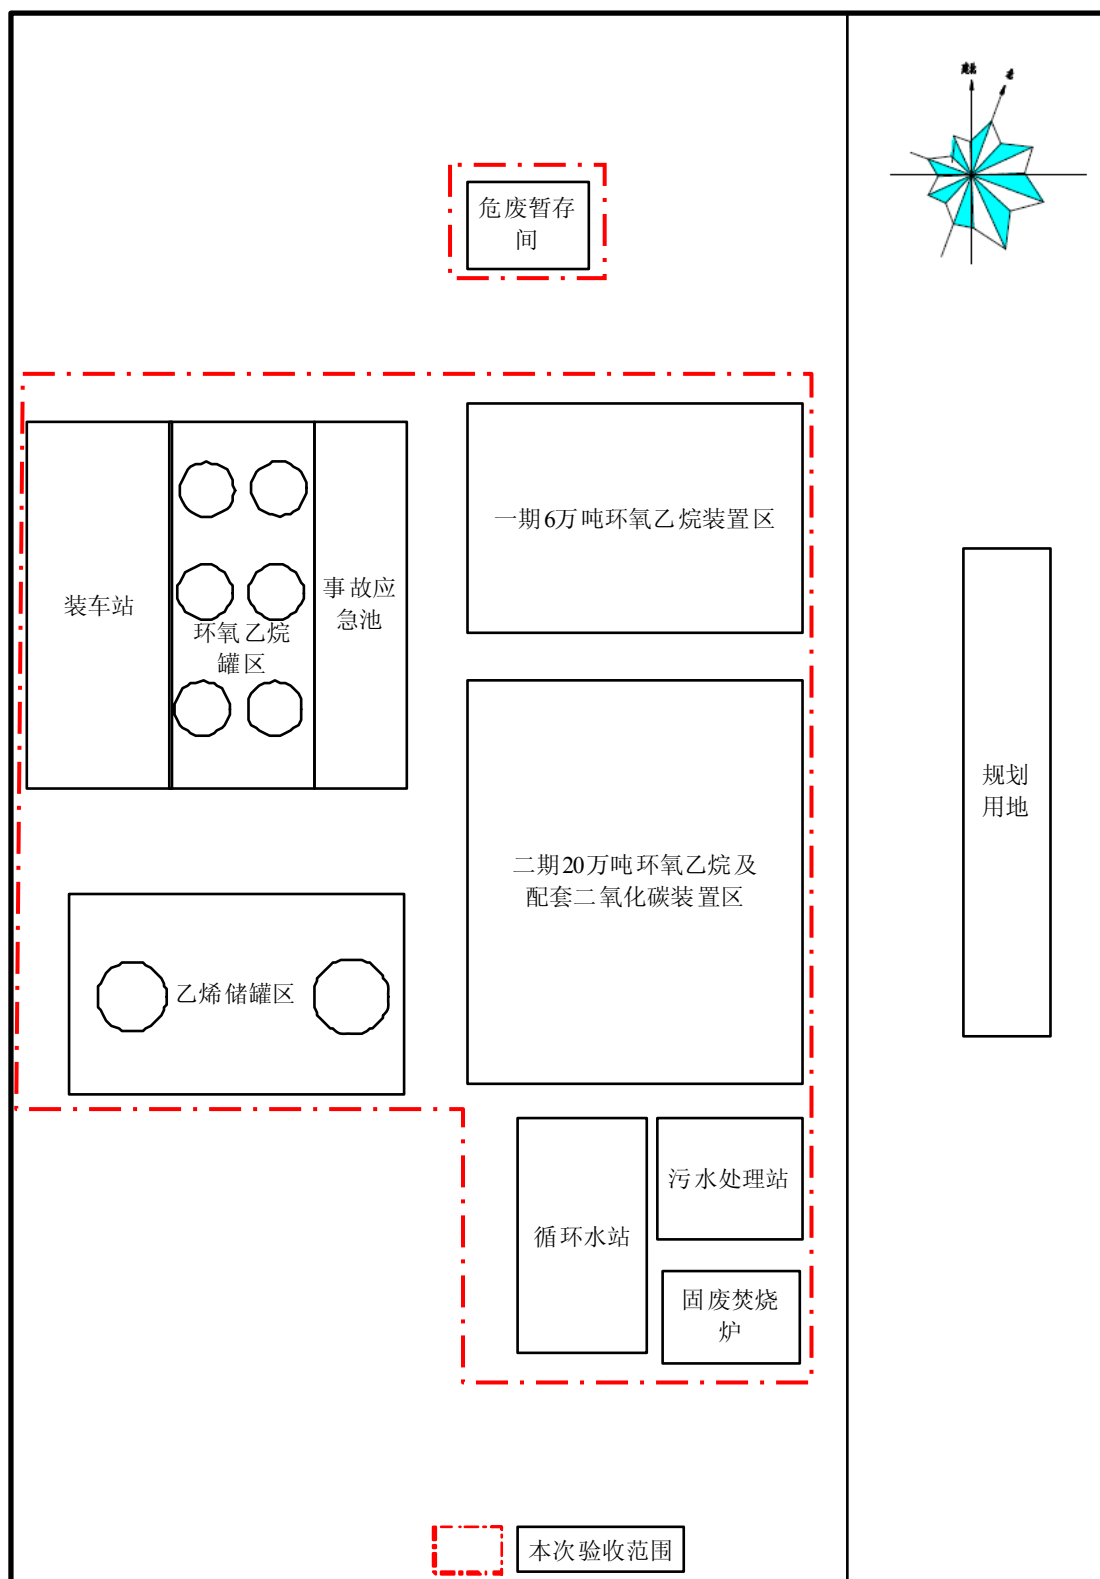 北
危废暂存
间
一期6万吨环氧乙烷装置区
装车站
环氧乙烷
罐区
事故应
急池
规划
用地
二期20万吨环氧乙烷及
配套二氧化碳装置区
乙烯储罐区
循环水站
污水处理站
固废焚烧
炉
本次验收范围